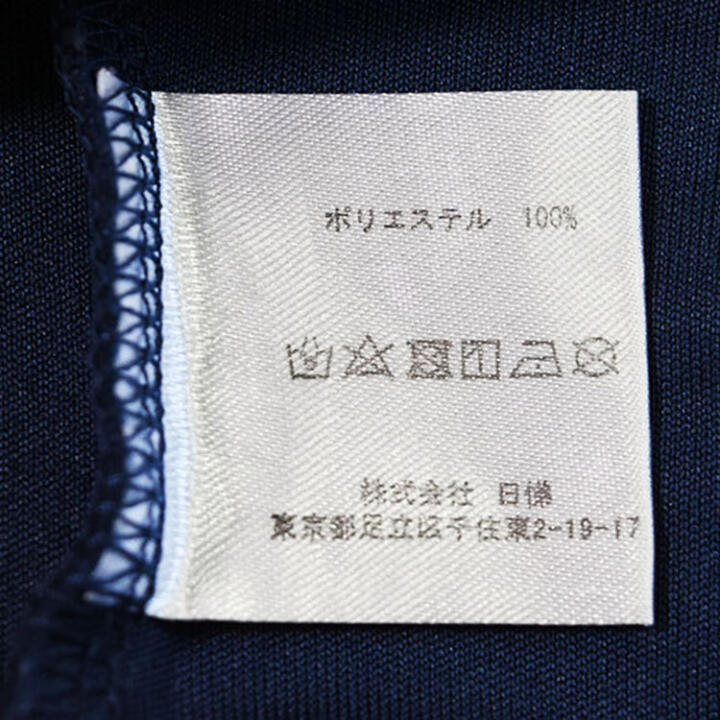 ポリエステル 100%
株式会社 日倮
東京都足立区千住東2-19-17